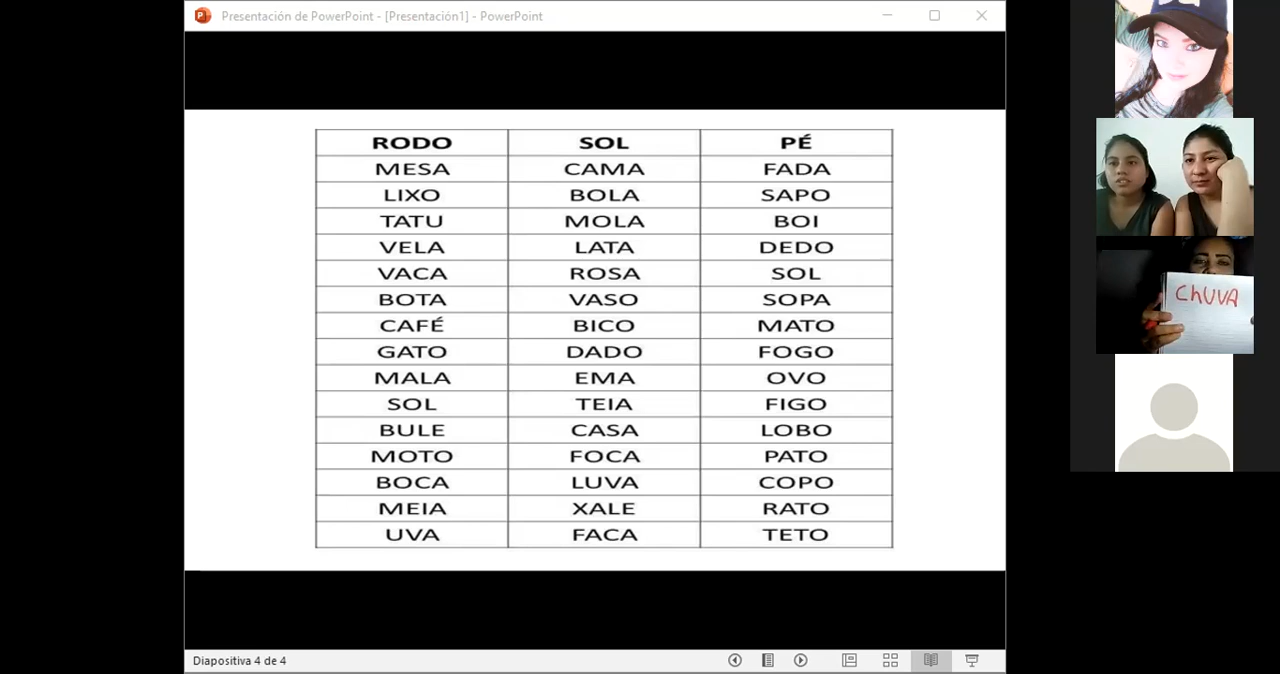 Presentación de PowerPoint - [Presentación1] - PowerPoint
RODO SOL PÉ
MESA CAMA FADA
LIXO BOLA SAPO
TATU MOLA BOI
VELA LATA DEDO
VACA ROSA SOL
BOTA VASO SOPA
CAFÉ BICO MATO
GATO DADO FOGO
MALA EMA OVO
SOL TEIA FIGO
BULE CASA LOBO
MOTO FOCA PATO
BOCA LUVA COPO
MEIA XALE RATO
UVA FACA TETO
Diapositiva 4 de 4
ChUVA